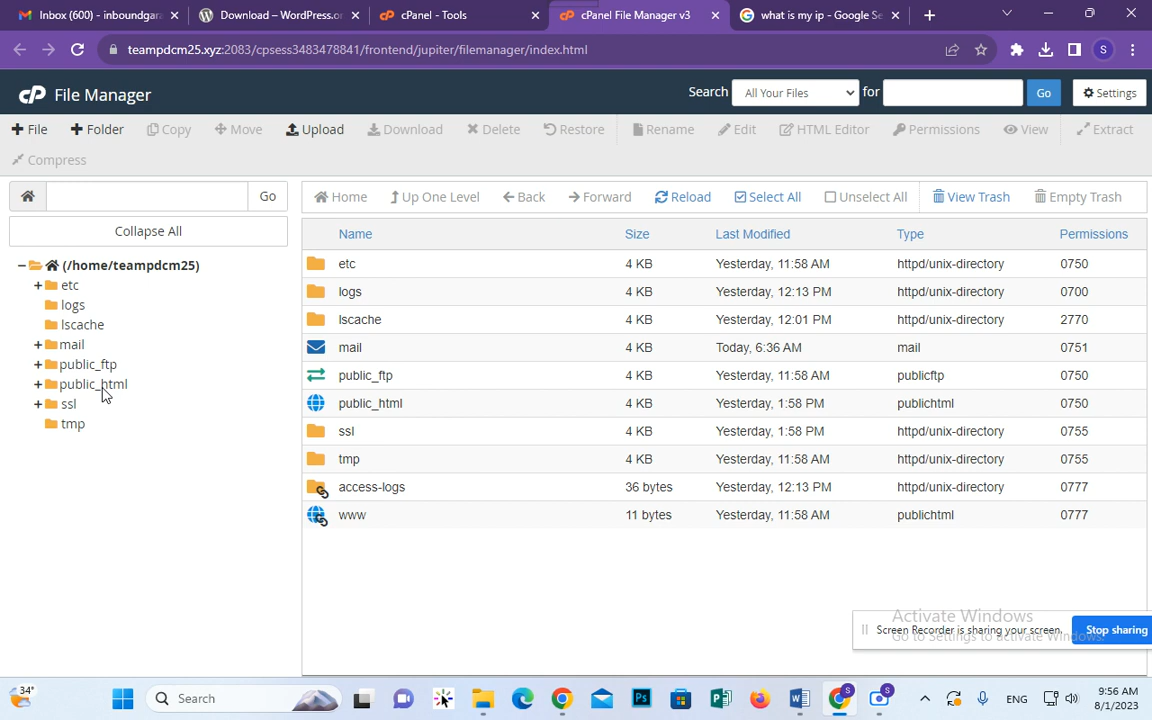 Inbox (600) - inboundgar
Download – WordPress.or
cPanel - Tools
cPanel File Manager v3
what is my ip - Google Se
teampdcm25.xyz:2083/cpsess3483478841/frontend/jupiter/filemanager/index.html
S
cP File Manager
Search All Your Files for Go Settings
File Folder Copy Move Upload Download Delete Restore Rename Edit HTML Editor Permissions View Extract
Compress
Go
Home Up One Level Back Forward Reload Select All Unselect All View Trash Empty Trash
Collapse All
(/home/teampdcm25)
etc
logs
lscache
mail
public_ftp
public_html
ssl
tmp
Name Size Last Modified Type Permissions
etc 4 KB Yesterday, 11:58 AM httpd/unix-directory 0750
logs 4 KB Yesterday, 12:13 PM httpd/unix-directory 0700
lscache 4 KB Yesterday, 12:01 PM httpd/unix-directory 2770
mail 4 KB Today, 6:36 AM mail 0751
public_ftp 4 KB Yesterday, 11:58 AM publicftp 0750
public_html 4 KB Yesterday, 1:58 PM publichtml 0750
ssl 4 KB Yesterday, 1:58 PM httpd/unix-directory 0755
tmp 4 KB Yesterday, 11:58 AM httpd/unix-directory 0755
access-logs 36 bytes Yesterday, 12:13 PM httpd/unix-directory 0777
www 11 bytes Yesterday, 11:58 AM publichtml 0777
Activate Windows
Go to Settings to activate Windows.
Screen Recorder is sharing your screen. Stop sharing
34°
Search
Ps
S
S
ENG
9:56 AM
8/1/2023